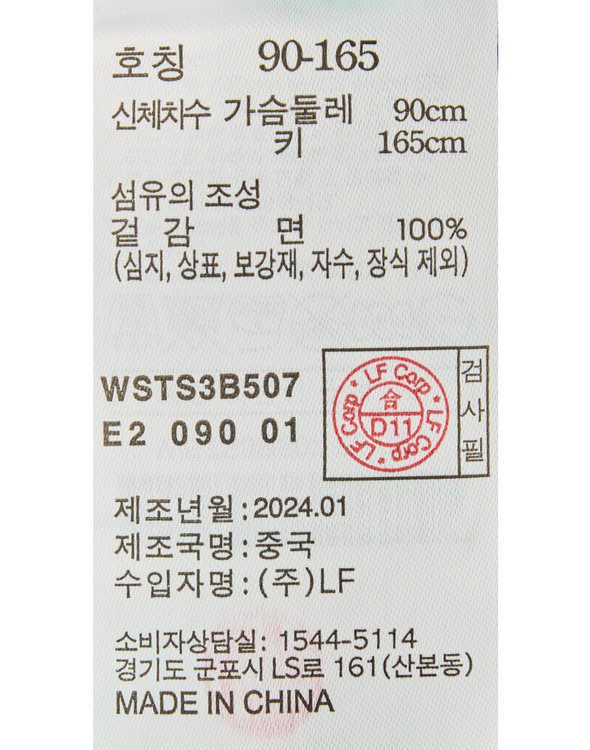 호칭 90-165
신체치수 가슴둘레 90cm
키 165cm
섬유의 조성
겉감 면 100%
(심지, 상표, 보강재, 자수, 장식 제외)
WSTS3B507
E2 090 01
LF Corp · LF Corp · LF Corp ·
合
D11
검사필
제조년월 : 2024.01
제조국명 : 중국
수입자명 : (주)LF
소비자상담실: 1544-5114
경기도 군포시 LS로 161(산본동)
MADE IN CHINA